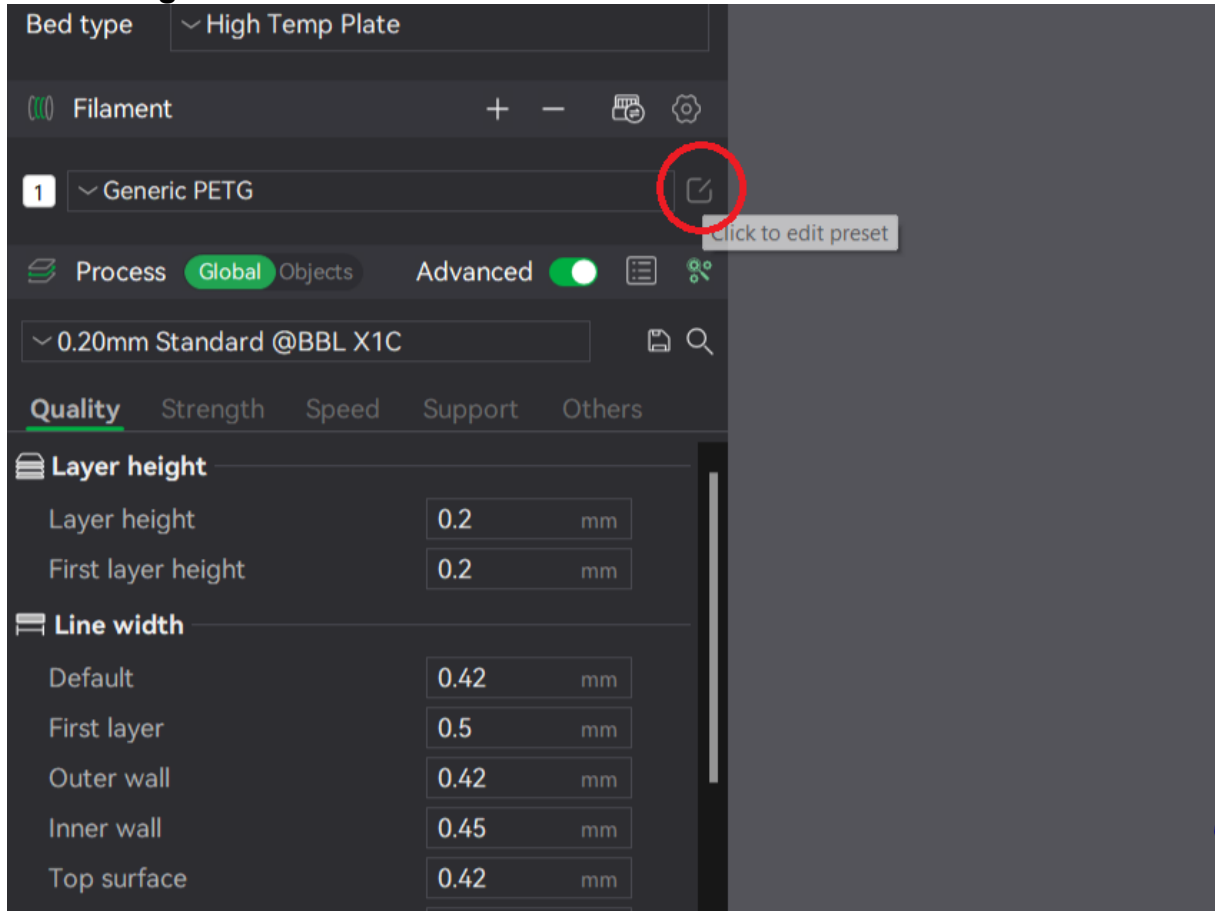 Bed type High Temp Plate
Filament
1 Generic PETG
Click to edit preset
Process Global Objects Advanced
0.20mm Standard @BBL X1C
Quality Strength Speed Support Others
Layer height
Layer height 0.2 mm
First layer height 0.2 mm
Line width
Default 0.42 mm
First layer 0.5 mm
Outer wall 0.42 mm
Inner wall 0.45 mm
Top surface 0.42 mm